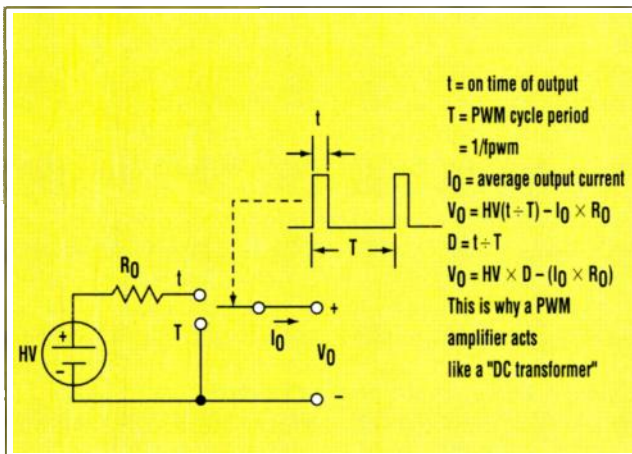 t = on time of output
T = PWM cycle period
= 1/fpwm
I₀ = average output current
V₀ = HV(t ÷ T) – I₀ × R₀
D = t ÷ T
V₀ = HV × D – (I₀ × R₀)
This is why a PWM
amplifier acts
like a "DC transformer"
t
T
R₀
t
T
I₀
+
V₀
–
HV
+
–